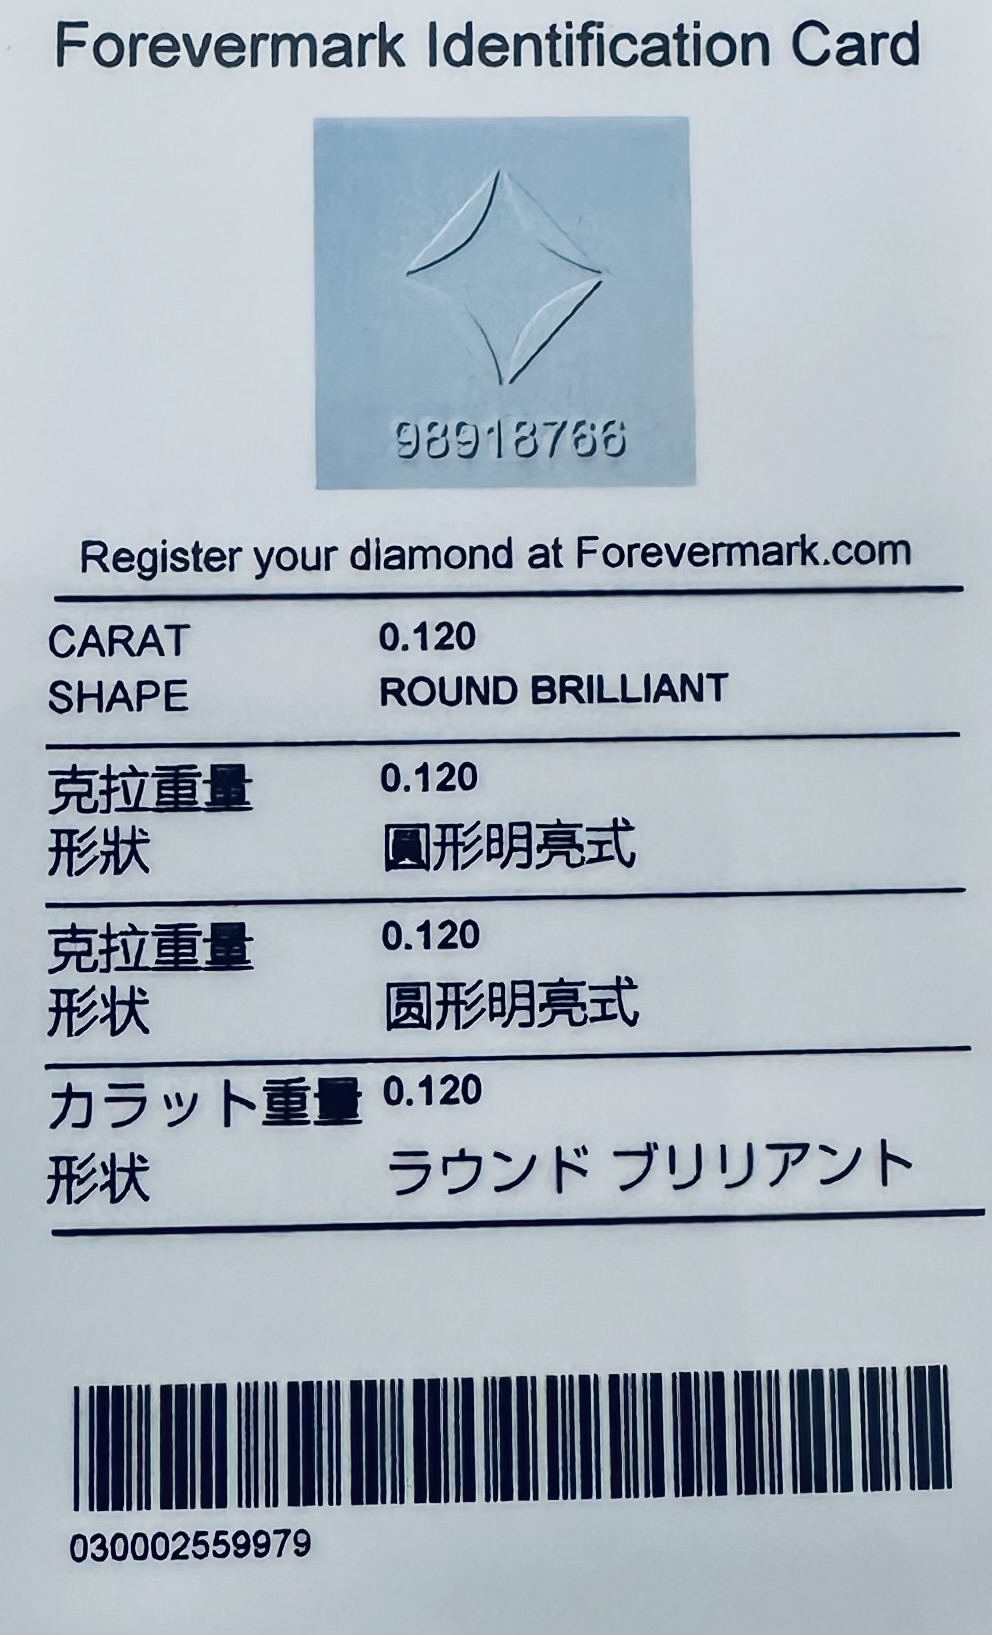 Forevermark Identification Card
98918766
Register your diamond at Forevermark.com
CARAT 0.120
SHAPE ROUND BRILLIANT
克拉重量 0.120
形狀 圓形明亮式
克拉重量 0.120
形状 圆形明亮式
カラット重量 0.120
形状 ラウンド ブリリアント
030002559979